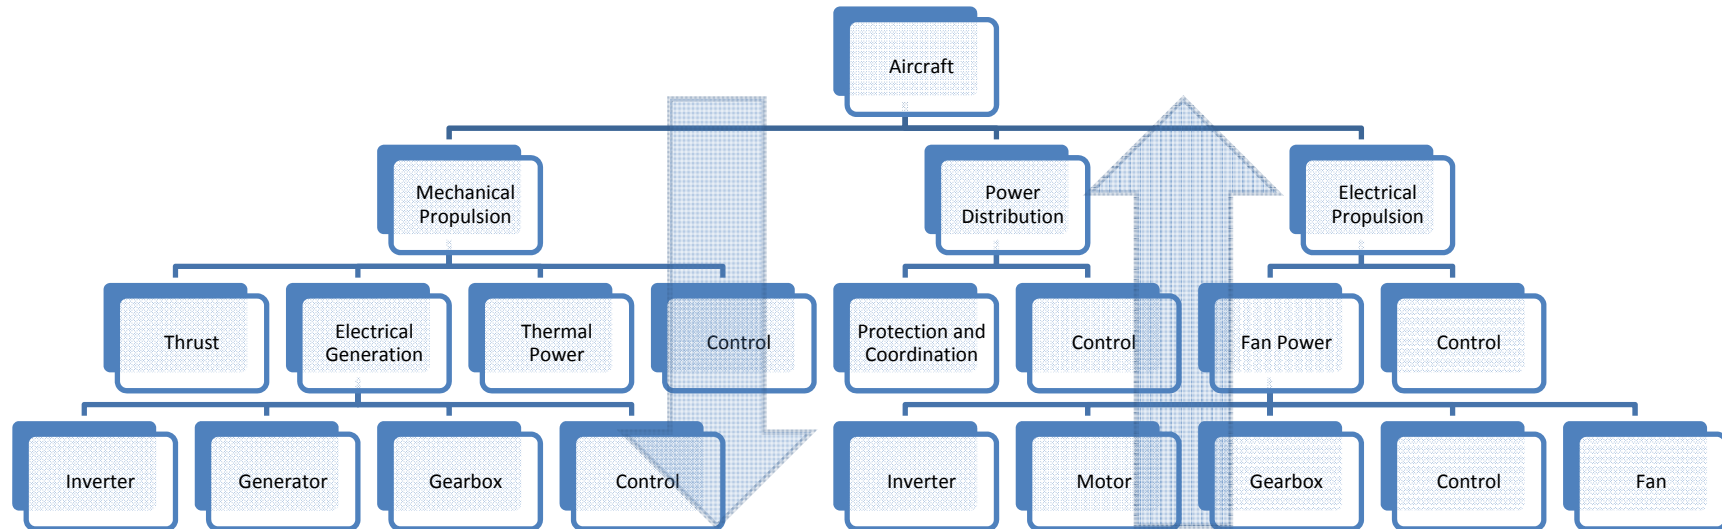 Aircraft
Mechanical
Propulsion
Power
Distribution
Electrical
Propulsion
Thrust
Electrical
Generation
Thermal
Power
Control
Protection and
Coordination
Control
Fan Power
Control
Inverter
Generator
Gearbox
Control
Inverter
Motor
Gearbox
Control
Fan